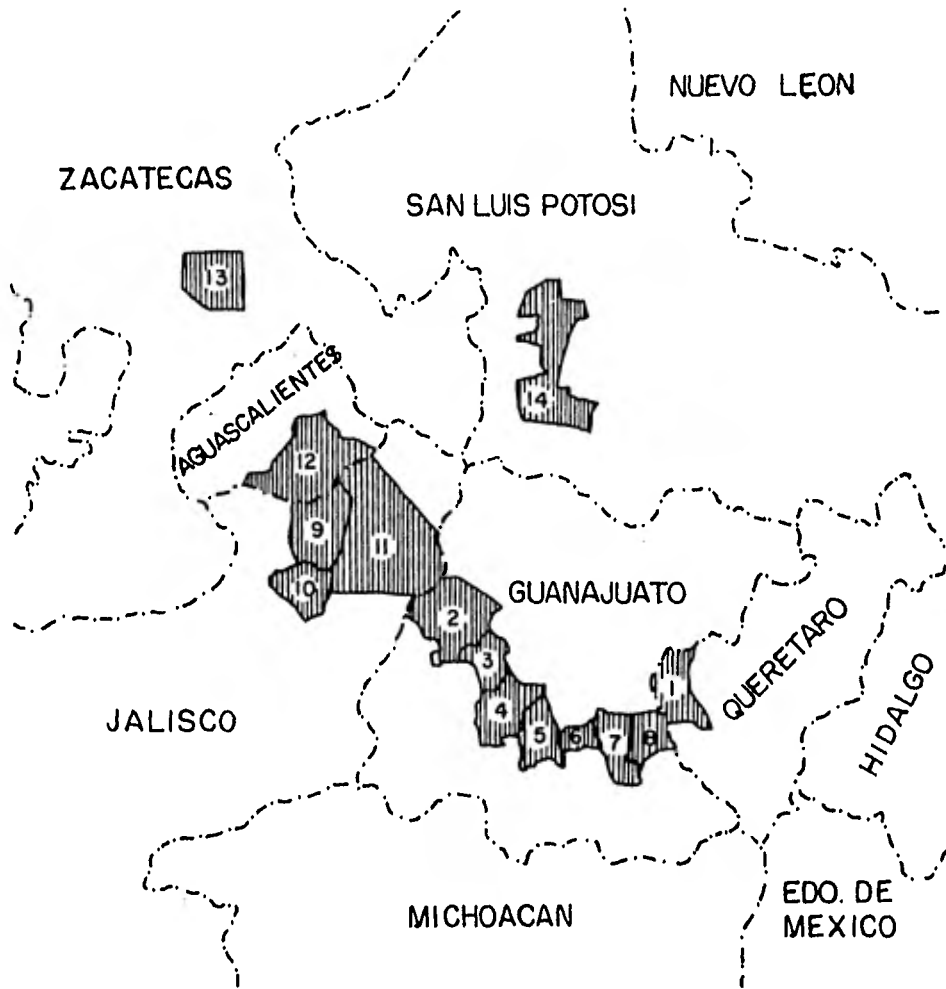 NUEVO LEON
ZACATECAS
SAN LUIS POTOSI
13
AGUASCALIENTES
14
12
9
11
10
GUANAJUATO
2
3
1
QUERETARO
4
JALISCO
5
6
7
8
HIDALGO
MICHOACAN
EDO. DE
MEXICO